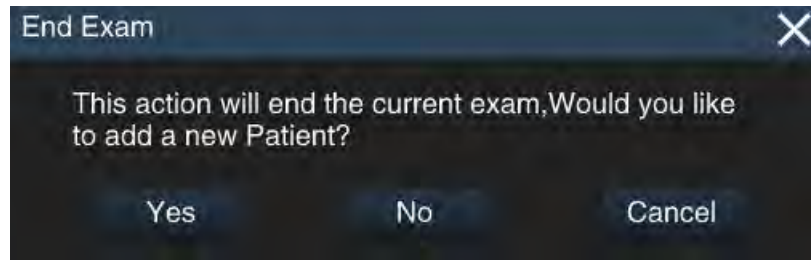 End Exam
This action will end the current exam,Would you like
to add a new Patient?
Yes No Cancel